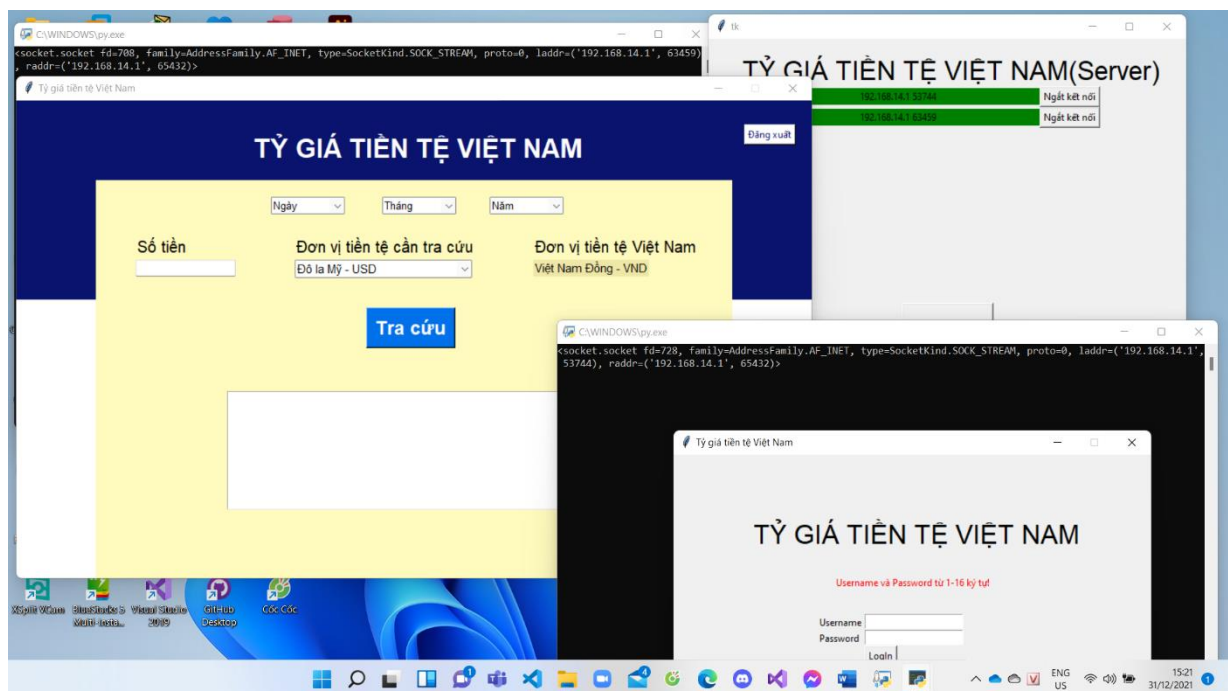 C:\WINDOWS\py.exe
<socket.socket fd=708, family=AddressFamily.AF_INET, type=SocketKind.SOCK_STREAM, proto=0, laddr=('192.168.14.1', 63459)
, raddr=('192.168.14.1', 65432)>
tk
TỶ GIÁ TIỀN TỆ VIỆT NAM(Server)
192.168.14.1 53744
Ngắt kết nối
192.168.14.1 63459
Ngắt kết nối
Tỷ giá tiền tệ Việt Nam
TỶ GIÁ TIỀN TỆ VIỆT NAM
Đăng xuất
Ngày
Tháng
Năm
Số tiền
Đơn vị tiền tệ cần tra cứu
Đơn vị tiền tệ Việt Nam
Đô la Mỹ - USD
Việt Nam Đồng - VND
Tra cứu
C:\WINDOWS\py.exe
<socket.socket fd=728, family=AddressFamily.AF_INET, type=SocketKind.SOCK_STREAM, proto=0, laddr=('192.168.14.1',
53744), raddr=('192.168.14.1', 65432)>
Tỷ giá tiền tệ Việt Nam
TỶ GIÁ TIỀN TỆ VIỆT NAM
Username và Password từ 1-16 ký tự!
Username
Password
LogIn
XSplit VCam
BlueStacks 5
Multi-Insta...
Visual Studio
2019
GitHub
Desktop
Cốc Cốc
ENG
US
15:21
31/12/2021